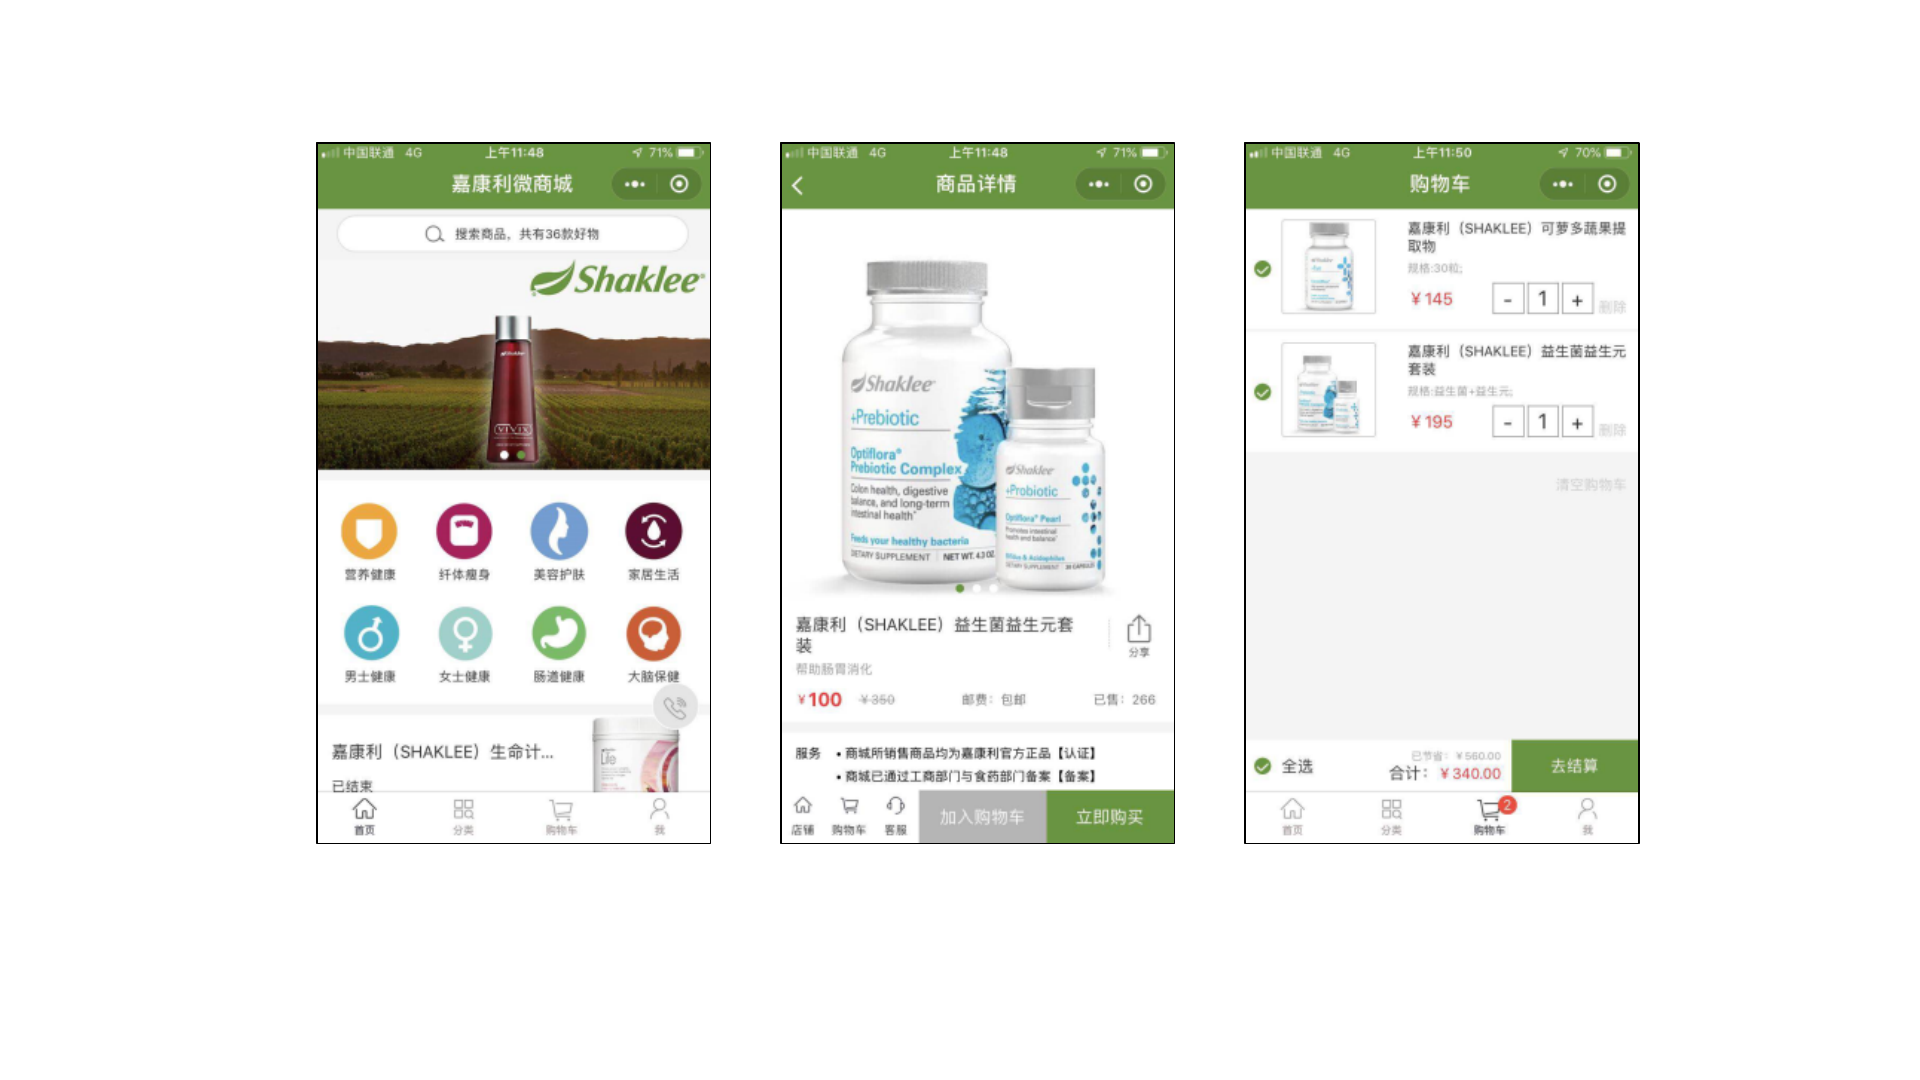 中国联通 4G 上午11:48 71%
嘉康利微商城
搜索商品，共有36款好物
Shaklee
Shaklee
VIVIX
营养健康 纤体瘦身 美容护肤 家居生活
男士健康 女士健康 肠道健康 大脑保健
嘉康利（SHAKLEE）生命计...
已结束
life
首页 分类 购物车 我
中国联通 4G 上午11:48 71%
商品详情
Shaklee
+Prebiotic
Optiflora®
Prebiotic Complex
Colon health, digestive
balance, and long-term
intestinal health*
Feeds your healthy bacteria
DIETARY SUPPLEMENT NET WT. 4.3 OZ
Shaklee
+Probiotic
Optiflora® Pearl
Promotes intestinal
health and balance*
Bifidus & Acidophilus
DIETARY SUPPLEMENT 30 CAPSULES
嘉康利（SHAKLEE）益生菌益生元套
装
分享
帮助肠胃消化
¥100 ¥350 邮费：包邮 已售：266
服务 • 商城所销售商品均为嘉康利官方正品【认证】
• 商城已通过工商部门与食药部门备案【备案】
店铺 购物车 客服 加入购物车 立即购买
中国联通 4G 上午11:50 70%
购物车
嘉康利（SHAKLEE）可萝多蔬果提
取物
规格:30粒;
¥145 - 1 + 删除
嘉康利（SHAKLEE）益生菌益生元
套装
规格:益生菌+益生元;
¥195 - 1 + 删除
清空购物车
全选 已节省：¥560.00
合计：¥340.00 去结算
首页 分类 购物车 2 我